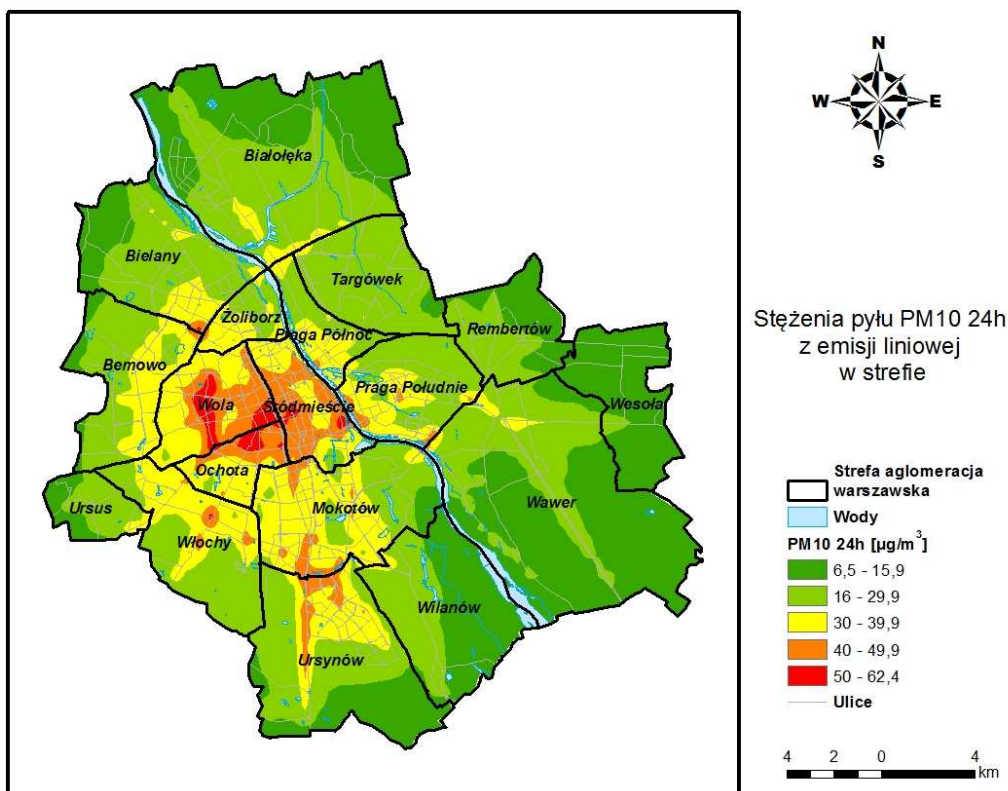 N
W E
S
Białołęka
Bielany
Targówek
Żoliborz
Rembertów
Praga Północ
Bemowo
Praga Południe
Wesoła
Wola
Śródmieście
Ochota
Wawer
Ursus
Mokotów
Włochy
Wilanów
Ursynów
Stężenia pyłu PM10 24h
z emisji liniowej
w strefie
Strefa aglomeracja
warszawska
Wody
PM10 24h [µg/m³]
6,5 - 15,9
16 - 29,9
30 - 39,9
40 - 49,9
50 - 62,4
Ulice
4 2 0 4
km